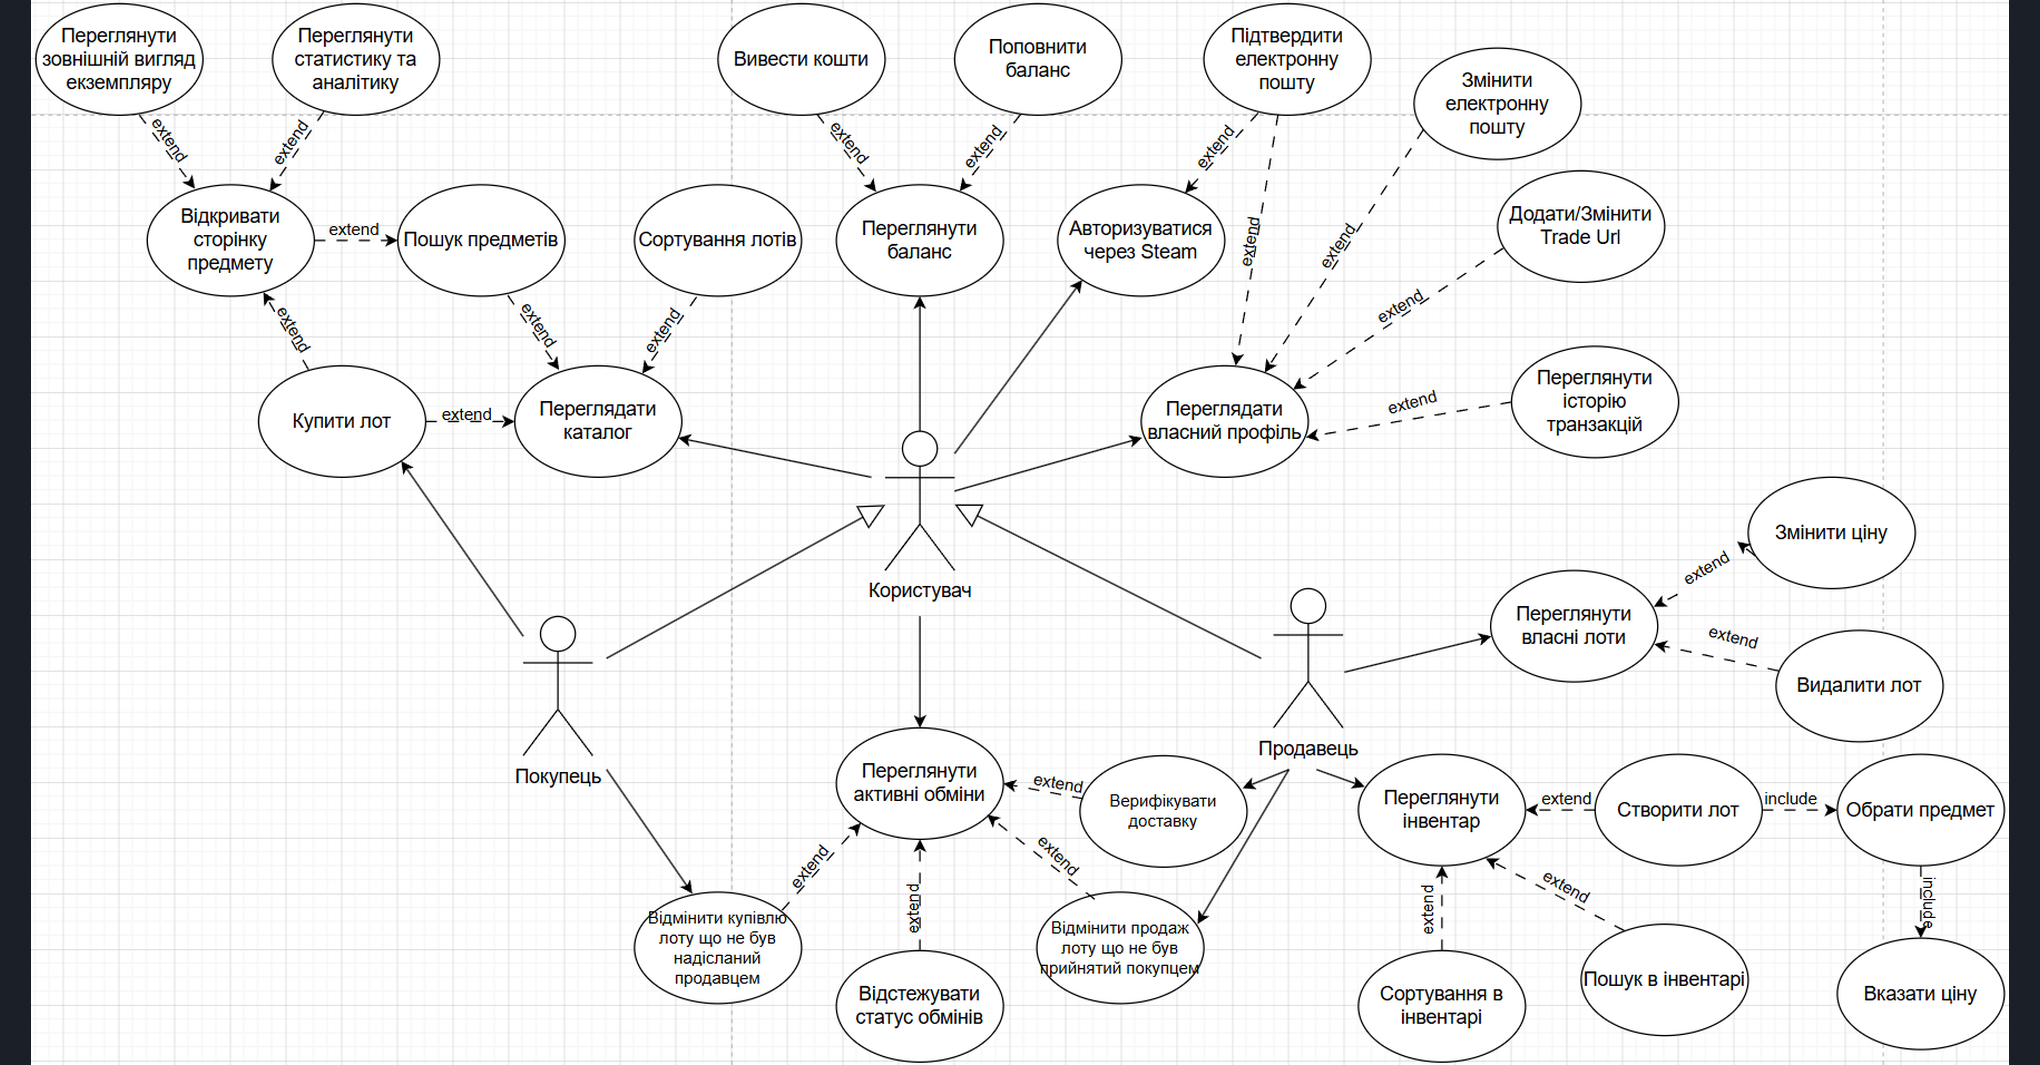 Переглянути
зовнішній вигляд
екземпляру
Переглянути
статистику та
аналітику
Вивести кошти
Поповнити
баланс
Підтвердити
електронну
пошту
Змінити
електронну
пошту
extend
extend
extend
extend
extend
Відкривати
сторінку
предмету
extend
Пошук предметів
Сортування лотів
Переглянути
баланс
Авторизуватися
через Steam
extend
extend
Додати/Змінити
Trade Url
extend
extend
extend
extend
Купити лот
extend
Переглядати
каталог
Переглядати
власний профіль
extend
Переглянути
історію
транзакцій
Користувач
Змінити ціну
extend
Переглянути
власні лоти
extend
Видалити лот
Покупець
Продавець
Переглянути
активні обміни
extend
Верифікувати
доставку
Переглянути
інвентар
extend
Створити лот
include
Обрати предмет
extend
extend
extend
extend
extend
include
Відмінити купівлю
лоту що не був
надісланий
продавцем
Відстежувати
статус обмінів
Відмінити продаж
лоту що не був
прийнятий покупцем
Сортування в
інвентарі
Пошук в інвентарі
Вказати ціну